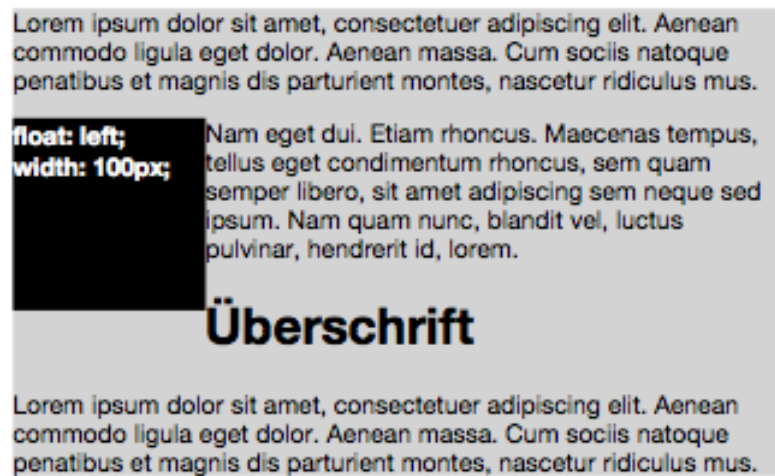 Lorem ipsum dolor sit amet, consectetuer adipiscing elit. Aenean
commodo ligula eget dolor. Aenean massa. Cum sociis natoque
penatibus et magnis dis parturient montes, nascetur ridiculus mus.
float: left;
width: 100px;
Nam eget dui. Etiam rhoncus. Maecenas tempus,
tellus eget condimentum rhoncus, sem quam
semper libero, sit amet adipiscing sem neque sed
ipsum. Nam quam nunc, blandit vel, luctus
pulvinar, hendrerit id, lorem.
Überschrift
Lorem ipsum dolor sit amet, consectetuer adipiscing elit. Aenean
commodo ligula eget dolor. Aenean massa. Cum sociis natoque
penatibus et magnis dis parturient montes, nascetur ridiculus mus.